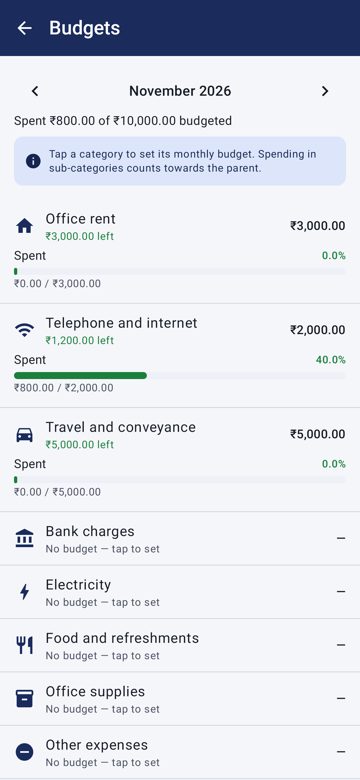 Budgets
November 2026
Spent ₹800.00 of ₹10,000.00 budgeted
Tap a category to set its monthly budget. Spending in
sub-categories counts towards the parent.
Office rent
₹3,000.00
₹3,000.00 left
Spent
0.0%
₹0.00 / ₹3,000.00
Telephone and internet
₹2,000.00
₹1,200.00 left
Spent
40.0%
₹800.00 / ₹2,000.00
Travel and conveyance
₹5,000.00
₹5,000.00 left
Spent
0.0%
₹0.00 / ₹5,000.00
Bank charges
–
No budget — tap to set
Electricity
–
No budget — tap to set
Food and refreshments
–
No budget — tap to set
Office supplies
–
No budget — tap to set
Other expenses
–
No budget — tap to set